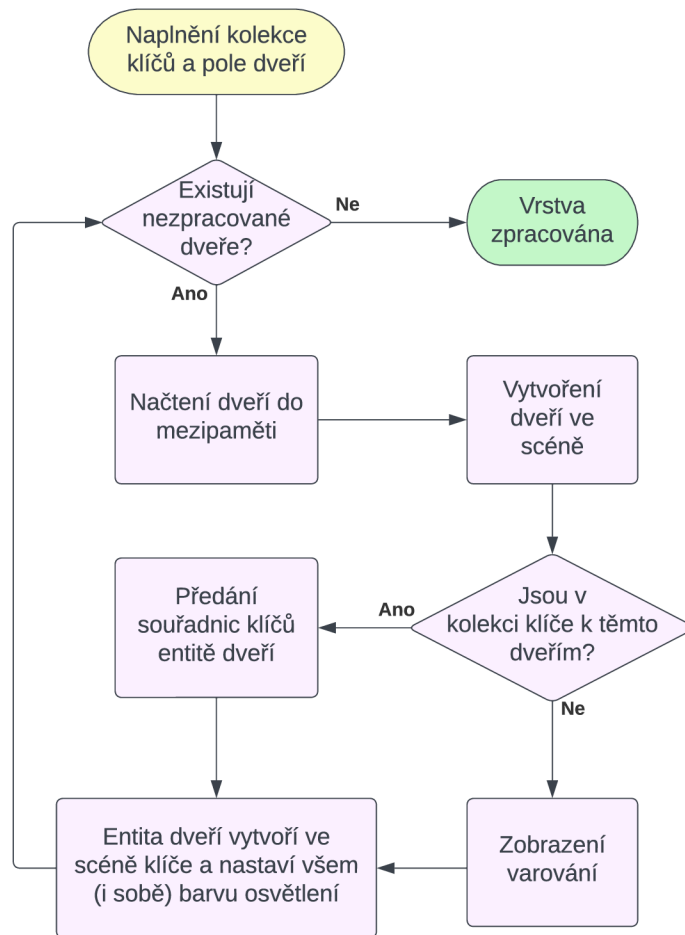 Naplnění kolekce
klíčů a pole dveří
Existují
nezpracované
dveře?
Ne
Vrstva
zpracována
Ano
Načtení dveří do
mezipaměti
Vytvoření
dveří ve
scéně
Jsou v
kolekci klíče k těmto
dveřím?
Ano
Předání
souřadnic klíčů
entitě dveří
Ne
Zobrazení
varování
Entita dveří vytvoří ve
scéně klíče a nastaví všem
(i sobě) barvu osvětlení